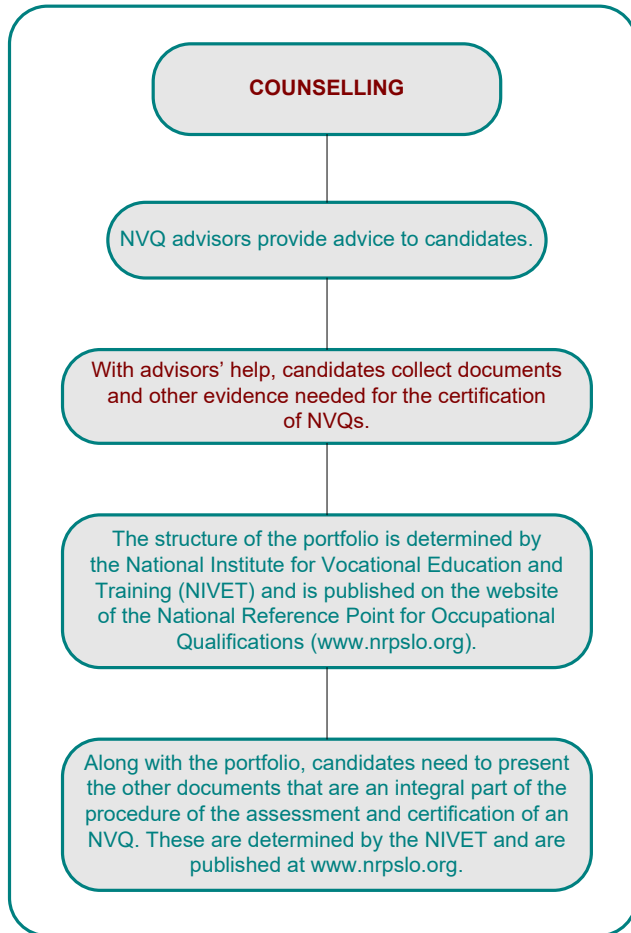 COUNSELLING
NVQ advisors provide advice to candidates.
With advisors’ help, candidates collect documents
and other evidence needed for the certification
of NVQs.
The structure of the portfolio is determined by
the National Institute for Vocational Education and
Training (NIVET) and is published on the website
of the National Reference Point for Occupational
Qualifications (www.nrpslo.org).
Along with the portfolio, candidates need to present
the other documents that are an integral part of the
procedure of the assessment and certification of an
NVQ. These are determined by the NIVET and are
published at www.nrpslo.org.